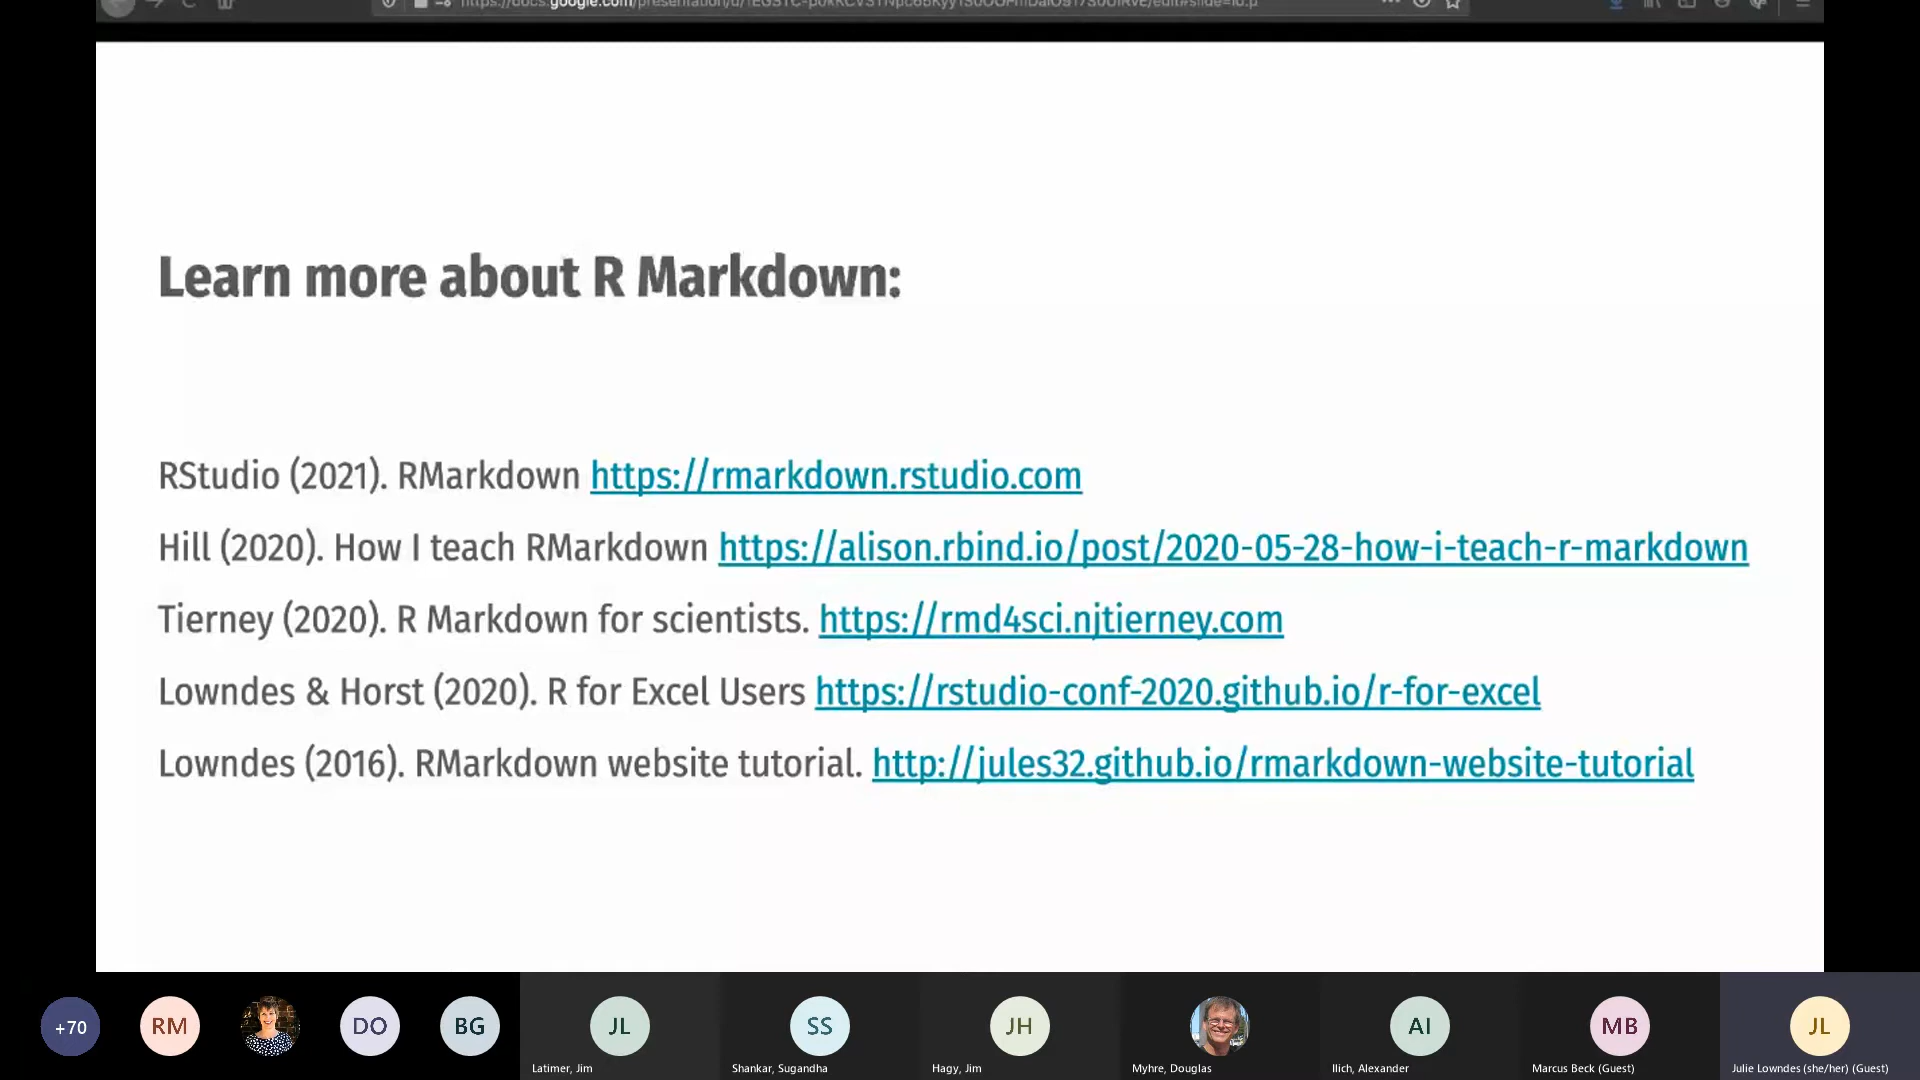 Learn more about R Markdown:
RStudio (2021). RMarkdown https://rmarkdown.rstudio.com
Hill (2020). How I teach RMarkdown https://alison.rbind.io/post/2020-05-28-how-i-teach-r-markdown
Tierney (2020). R Markdown for scientists. https://rmd4sci.njtierney.com
Lowndes & Horst (2020). R for Excel Users https://rstudio-conf-2020.github.io/r-for-excel
Lowndes (2016). RMarkdown website tutorial. http://jules32.github.io/rmarkdown-website-tutorial
+70 RM DO BG JL SS JH AI MB JL
Latimer, Jim Shankar, Sugandha Hagy, Jim Myhre, Douglas Ilich, Alexander Marcus Beck (Guest) Julie Lowndes (she/her) (Guest)